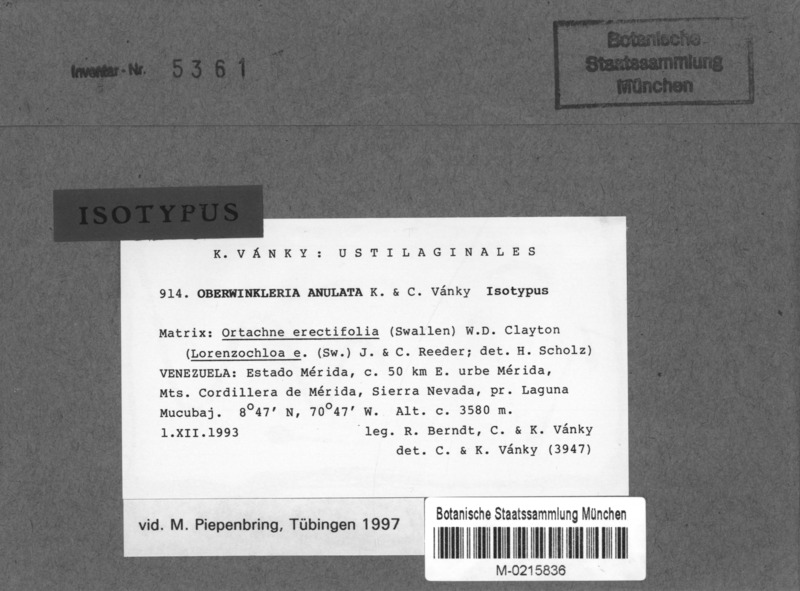 Inventar-Nr. 5361
Botanische
Staatssammlung
München
ISOTYPUS
K. VÁNKY: USTILAGINALES
914. OBERWINKLERIA ANULATA K. & C. Vánky Isotypus
Matrix: Ortachne erectifolia (Swallen) W.D. Clayton
(Lorenzochloa e. (Sw.) J. & C. Reeder; det. H. Scholz)
VENEZUELA: Estado Mérida, c. 50 km E. urbe Mérida,
Mts. Cordillera de Mérida, Sierra Nevada, pr. Laguna
Mucubaj. 8°47' N, 70°47' W. Alt. c. 3580 m.
1.XII.1993 leg. R. Berndt, C. & K. Vánky
det. C. & K. Vánky (3947)
vid. M. Piepenbring, Tübingen 1997
Botanische Staatssammlung München
M-0215836